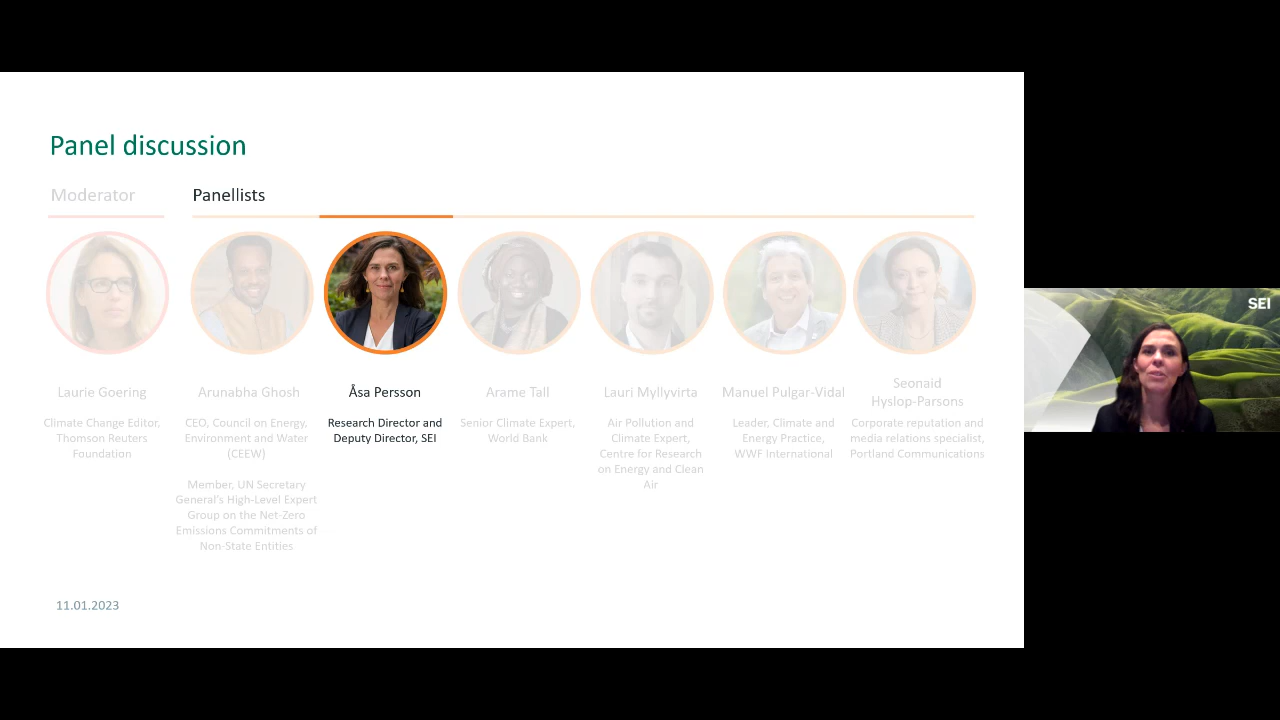 Panel discussion
Moderator
Panellists
Laurie Goering
Climate Change Editor,
Thomson Reuters
Foundation
Arunabha Ghosh
CEO, Council on Energy,
Environment and Water
(CEEW)
Member, UN Secretary
General's High-Level Expert
Group on the Net-Zero
Emissions Commitments of
Non-State Entities
Åsa Persson
Research Director and
Deputy Director, SEI
Arame Tall
Senior Climate Expert,
World Bank
Lauri Myllyvirta
Air Pollution and
Climate Expert,
Centre for Research
on Energy and Clean
Air
Manuel Pulgar-Vidal
Leader, Climate and
Energy Practice,
WWF International
Seonaid
Hyslop-Parsons
Corporate reputation and
media relations specialist,
Portland Communications
11.01.2023
SEI